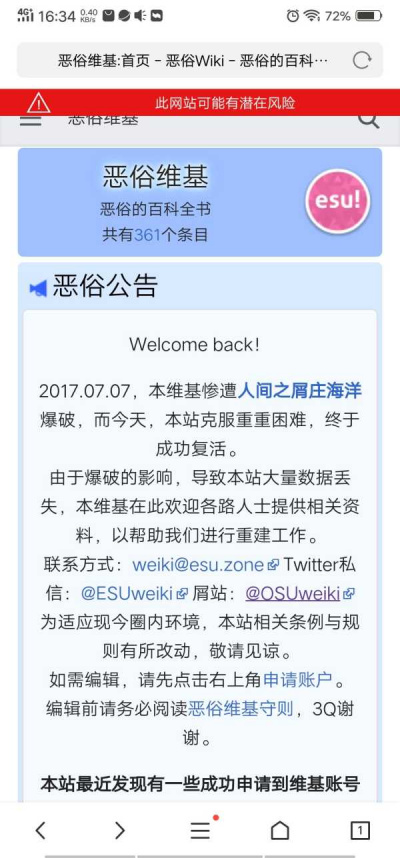 4G+ 16:34 0.40 KB/s 72%
恶俗维基:首页 - 恶俗Wiki - 恶俗的百科…
此网站可能有潜在风险
恶俗维基
恶俗维基
恶俗的百科全书
共有361个条目
esu!
恶俗公告
Welcome back!
2017.07.07，本维基惨遭人间之屑庄海洋
爆破，而今天，本站克服重重困难，终于
成功复活。
由于爆破的影响，导致本站大量数据丢
失，本维基在此欢迎各路人士提供相关资
料，以帮助我们进行重建工作。
联系方式：weiki@esu.zone Twitter私
信：@ESUweiki 屑站：@OSUweiki
为适应现今圈内环境，本站相关条例与规
则有所改动，敬请见谅。
如需编辑，请先点击右上角申请账户。
编辑前请务必阅读恶俗维基守则，3Q谢
谢。
本站最近发现有一些成功申请到维基账号
1